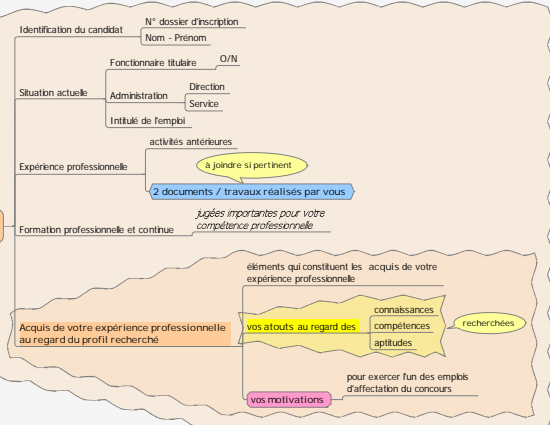 Identification du candidat
N° dossier d'inscription
Nom - Prénom
Situation actuelle
Fonctionnaire titulaire
O/N
Administration
Direction
Service
Intitulé de l'emploi
Expérience professionnelle
activités antérieures
à joindre si pertinent
2 documents / travaux réalisés par vous
Formation professionnelle et continue
jugées importantes pour votre
compétence professionnelle
Acquis de votre expérience professionnelle
au regard du profil recherché
éléments qui constituent les acquis de votre
expérience professionnelle
vos atouts au regard des
connaissances
compétences
aptitudes
recherchées
vos motivations
pour exercer l'un des emplois
d'affectation du concours